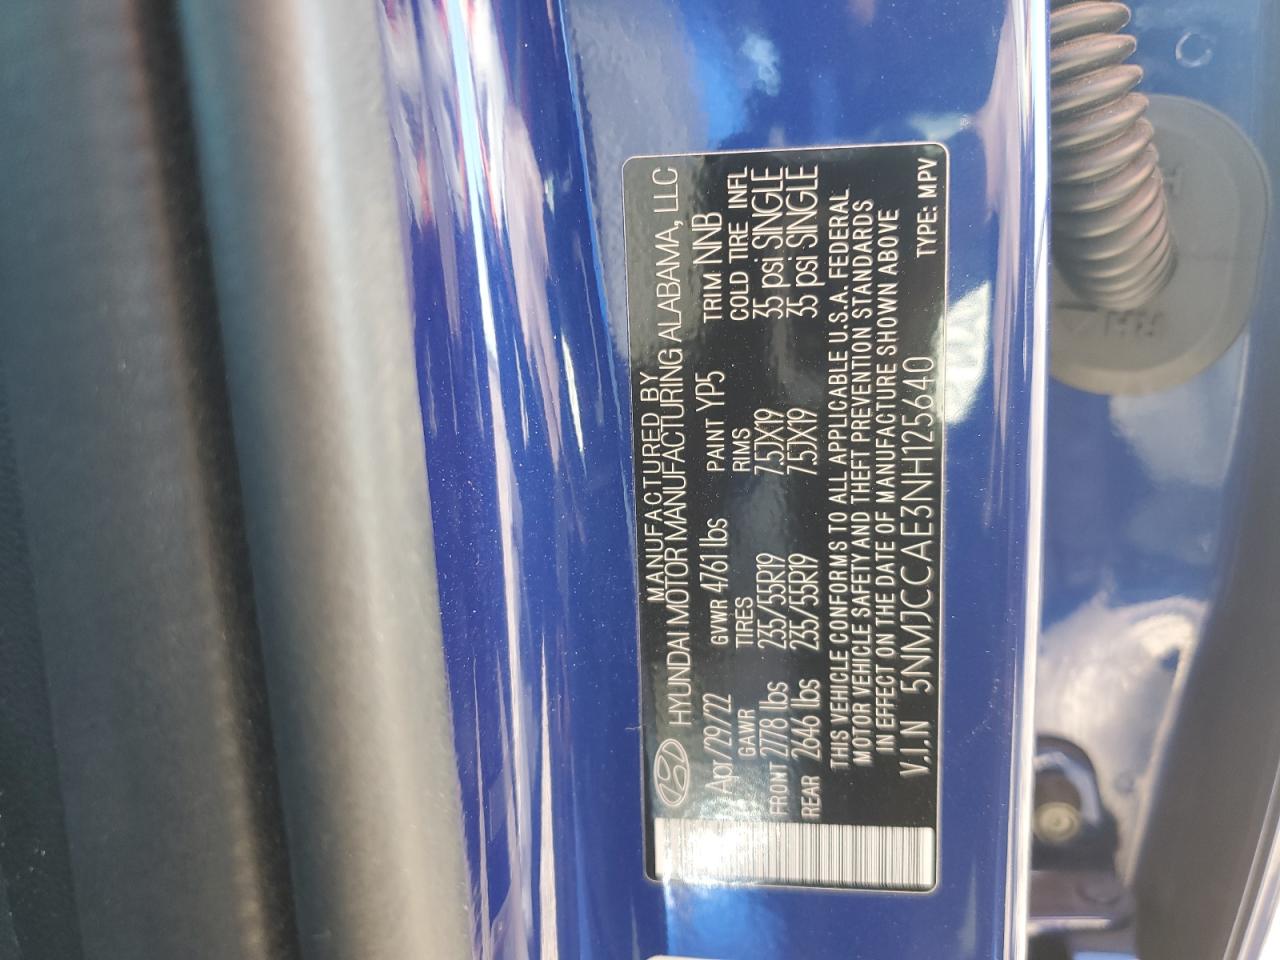 MANUFACTURED BY
HYUNDAI MOTOR MANUFACTURING ALABAMA, LLC
Apr/29/22 GVWR 4761 lbs PAINT YP5 TRIM NNB
GAWR TIRES RIMS COLD TIRE INFL
FRONT 2778 lbs 235/55R19 7.5JX19 35 psi SINGLE
REAR 2646 lbs 235/55R19 7.5JX19 35 psi SINGLE
THIS VEHICLE CONFORMS TO ALL APPLICABLE U.S.A. FEDERAL
MOTOR VEHICLE SAFETY AND THEFT PREVENTION STANDARDS
IN EFFECT ON THE DATE OF MANUFACTURE SHOWN ABOVE
V.I.N 5NMJCCAE3NH125640 TYPE: MPV